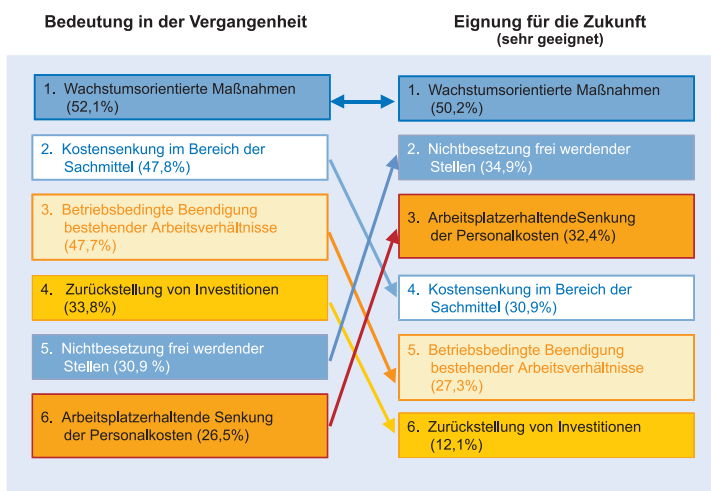 Bedeutung in der Vergangenheit
1. Wachstumsorientierte Maßnahmen
(52,1%)
2. Kostensenkung im Bereich der
Sachmittel (47,8%)
3. Betriebsbedingte Beendigung
bestehender Arbeitsverhältnisse
(47,7%)
4. Zurückstellung von Investitionen
(33,8%)
5. Nichtbesetzung frei werdender
Stellen (30,9 %)
6. Arbeitsplatzerhaltende Senkung
der Personalkosten (26,5%)
Eignung für die Zukunft
(sehr geeignet)
1. Wachstumsorientierte Maßnahmen
(50,2%)
2. Nichtbesetzung frei werdender
Stellen (34,9%)
3. ArbeitsplatzerhaltendeSenkung
der Personalkosten (32,4%)
4. Kostensenkung im Bereich der
Sachmittel (30,9%)
5. Betriebsbedingte Beendigung
bestehender Arbeitsverhältnisse
(27,3%)
6. Zurückstellung von Investitionen
(12,1%)